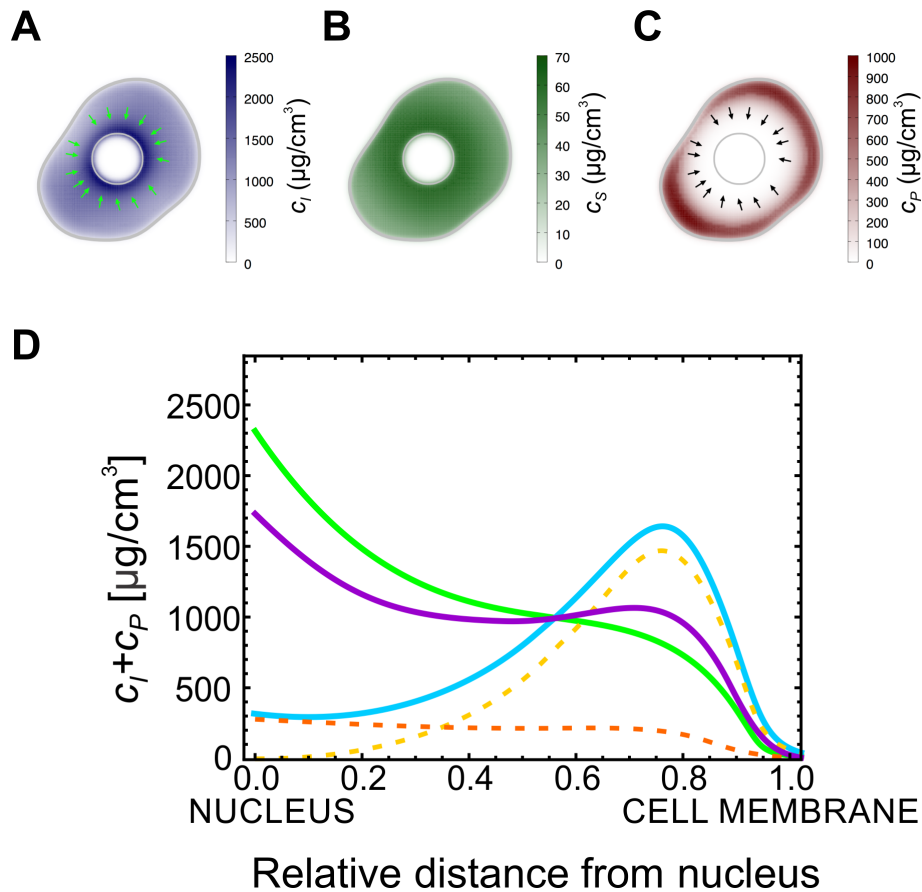 A
B
C
2500
2000
1500
1000
500
0
c_I (µg/cm³)
70
60
50
40
30
20
10
0
c_S (µg/cm³)
1000
900
800
700
600
500
400
300
200
100
0
c_P (µg/cm³)
D
c_I+c_P [µg/cm³]
2500
2000
1500
1000
500
0
0.0 0.2 0.4 0.6 0.8 1.0
NUCLEUS CELL MEMBRANE
Relative distance from nucleus